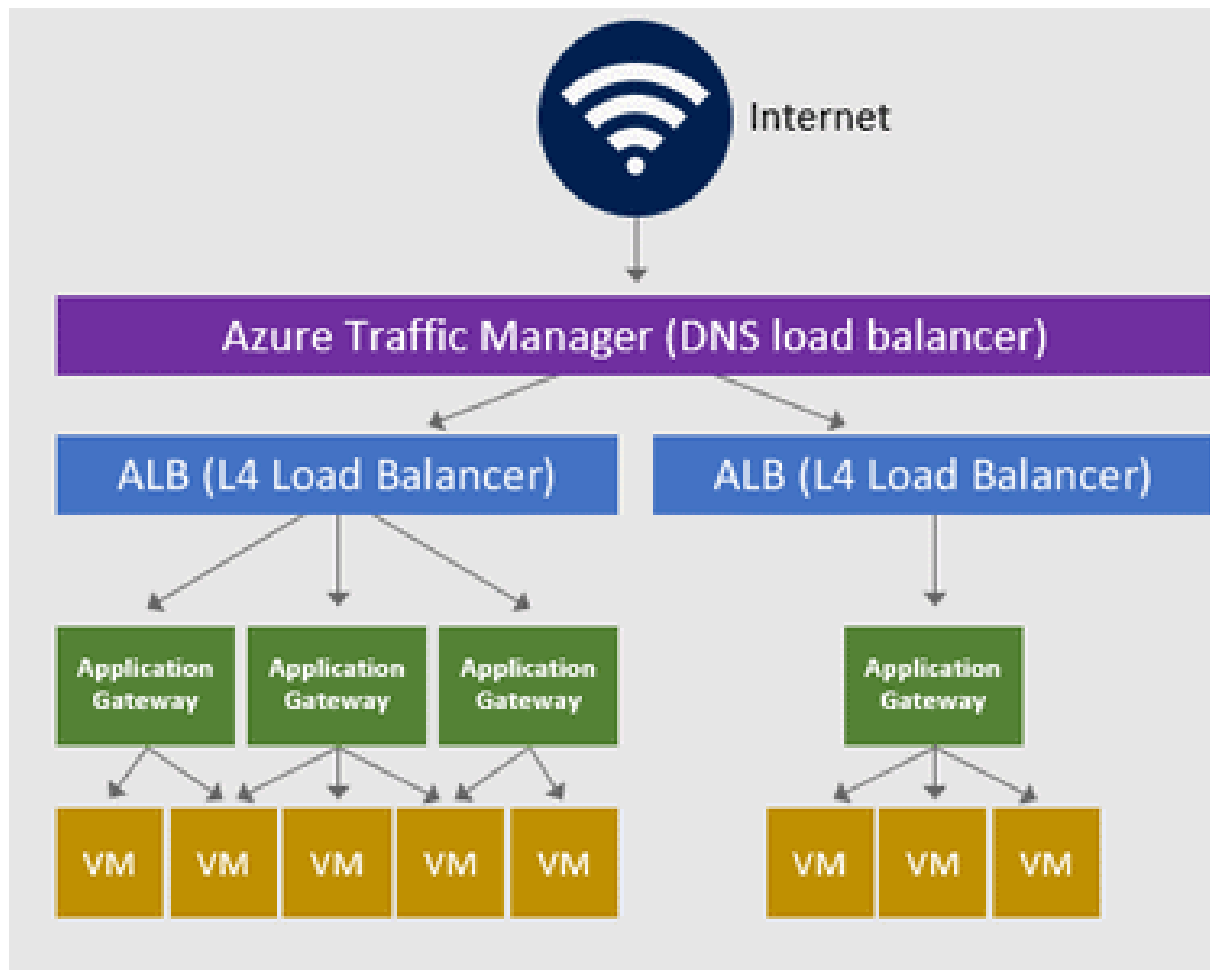 Internet
Azure Traffic Manager (DNS load balancer)
ALB (L4 Load Balancer)
ALB (L4 Load Balancer)
Application
Gateway
Application
Gateway
Application
Gateway
Application
Gateway
VM
VM
VM
VM
VM
VM
VM
VM